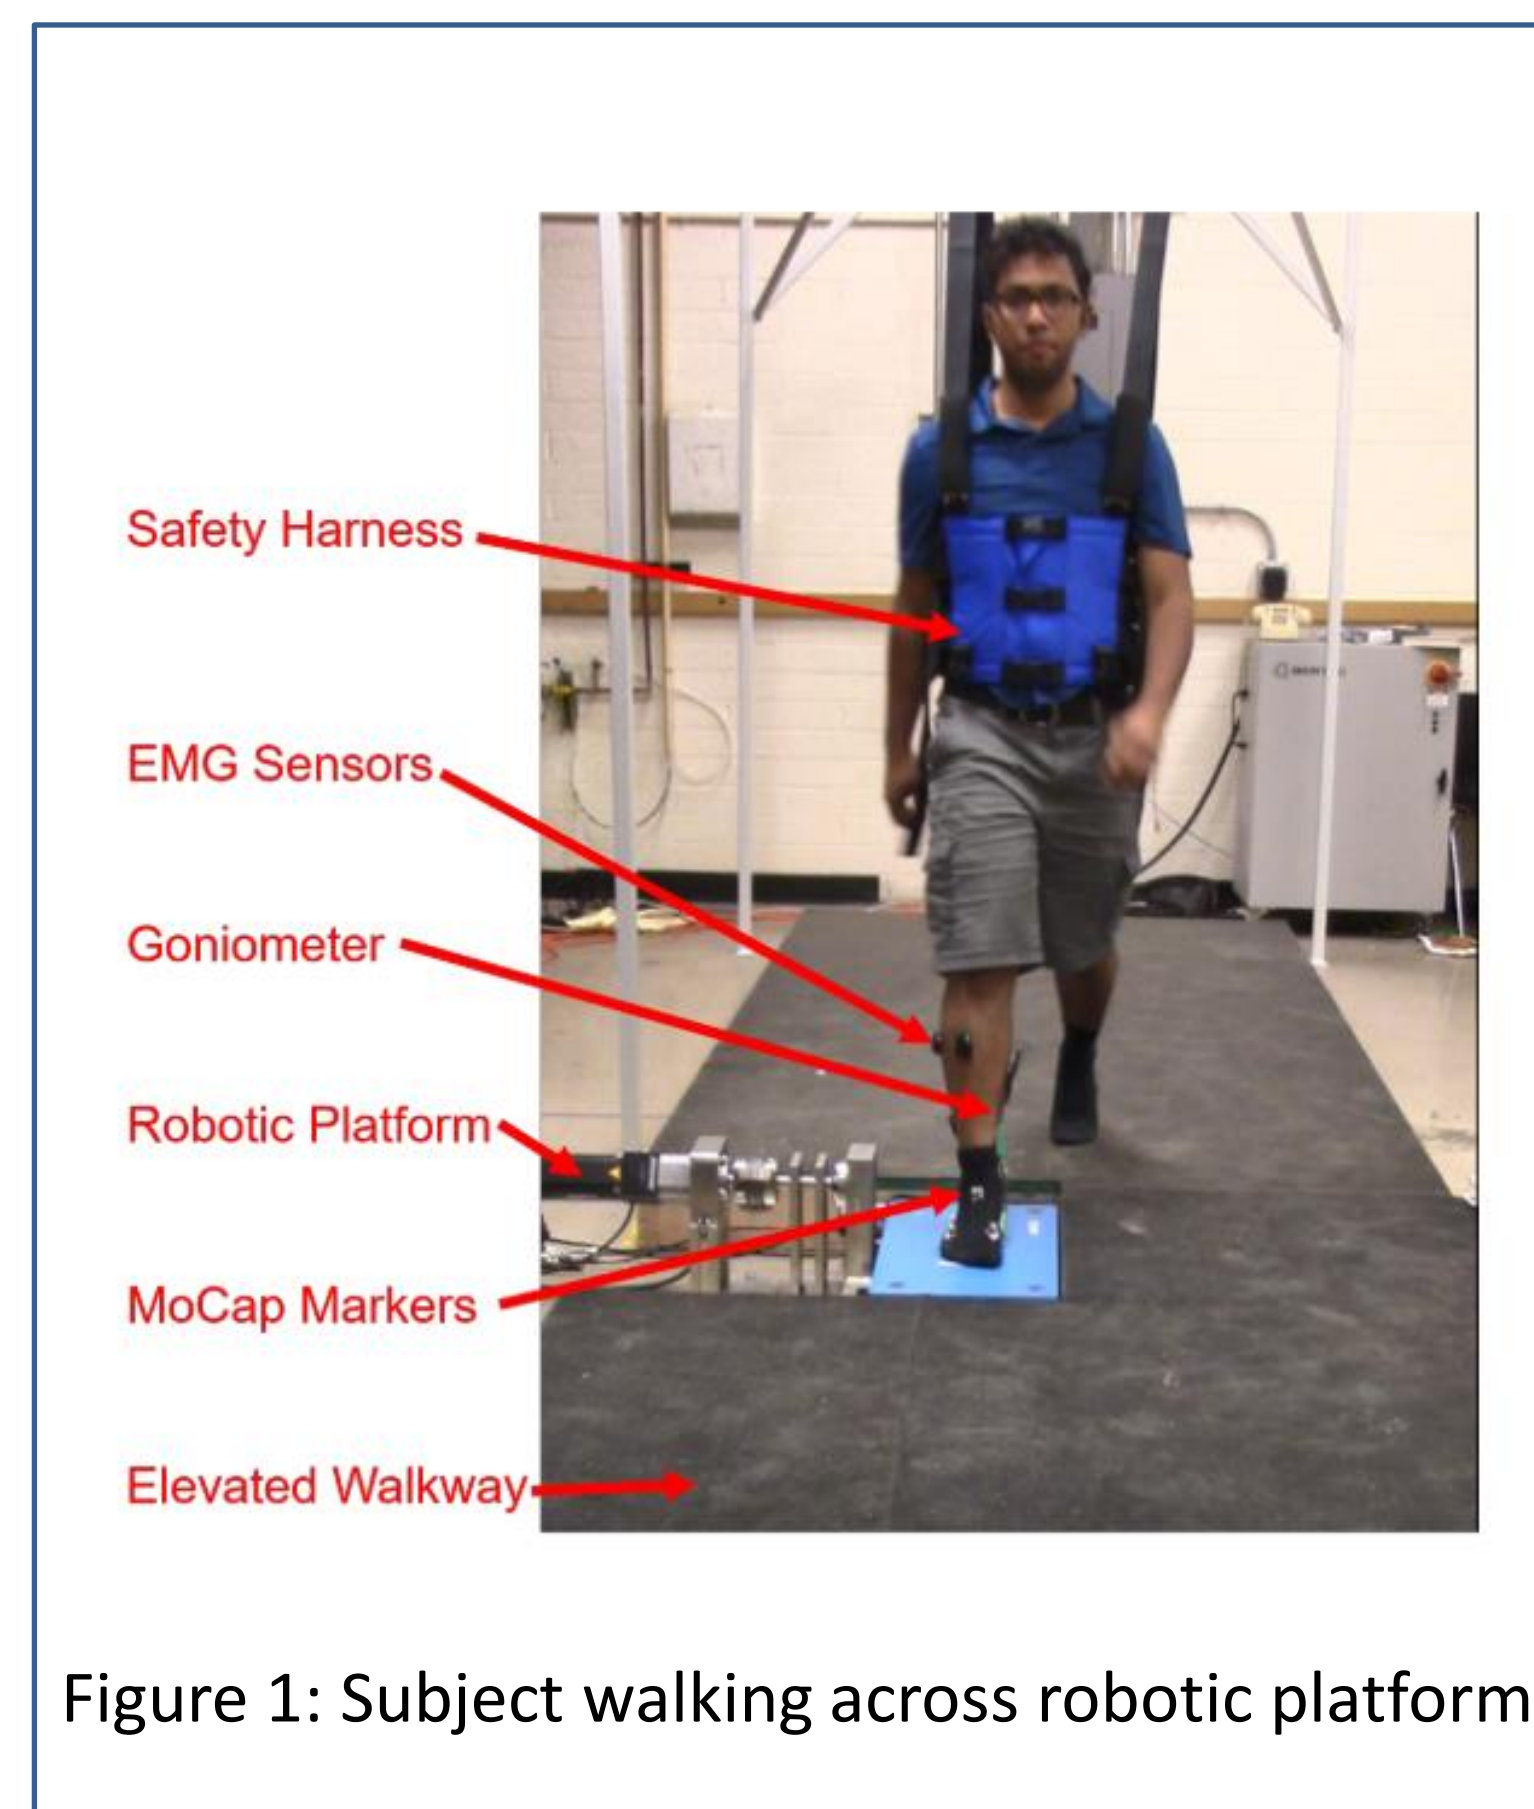 Safety Harness
EMG Sensors
Goniometer
Robotic Platform
MoCap Markers
Elevated Walkway
Figure 1: Subject walking across robotic platform